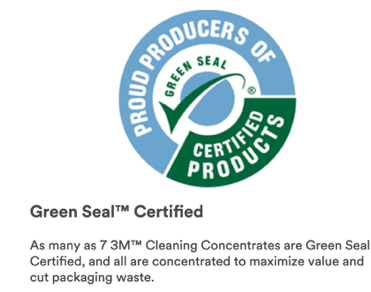 PROUD PRODUCERS OF
GREEN SEAL
®
CERTIFIED
PRODUCTS
Green Seal™ Certified
As many as 7 3M™ Cleaning Concentrates are Green Seal
Certified, and all are concentrated to maximize value and
cut packaging waste.